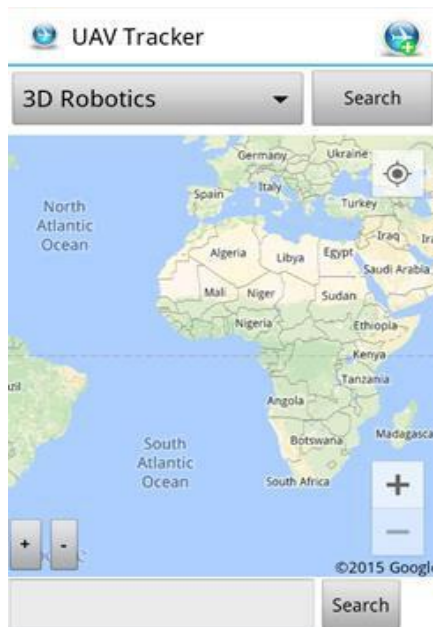 UAV Tracker
3D Robotics
Search
Germany
Ukraine
Spain
Italy
Turkey
North
Atlantic
Ocean
Iraq
Algeria
Libya
Egypt
Saudi Arabia
Mali
Niger
Sudan
Nigeria
Ethiopia
Kenya
Tanzania
Angola
South
Atlantic
Ocean
Botswana
Madagasca
South Africa
+
−
+
-
©2015 Google
Search